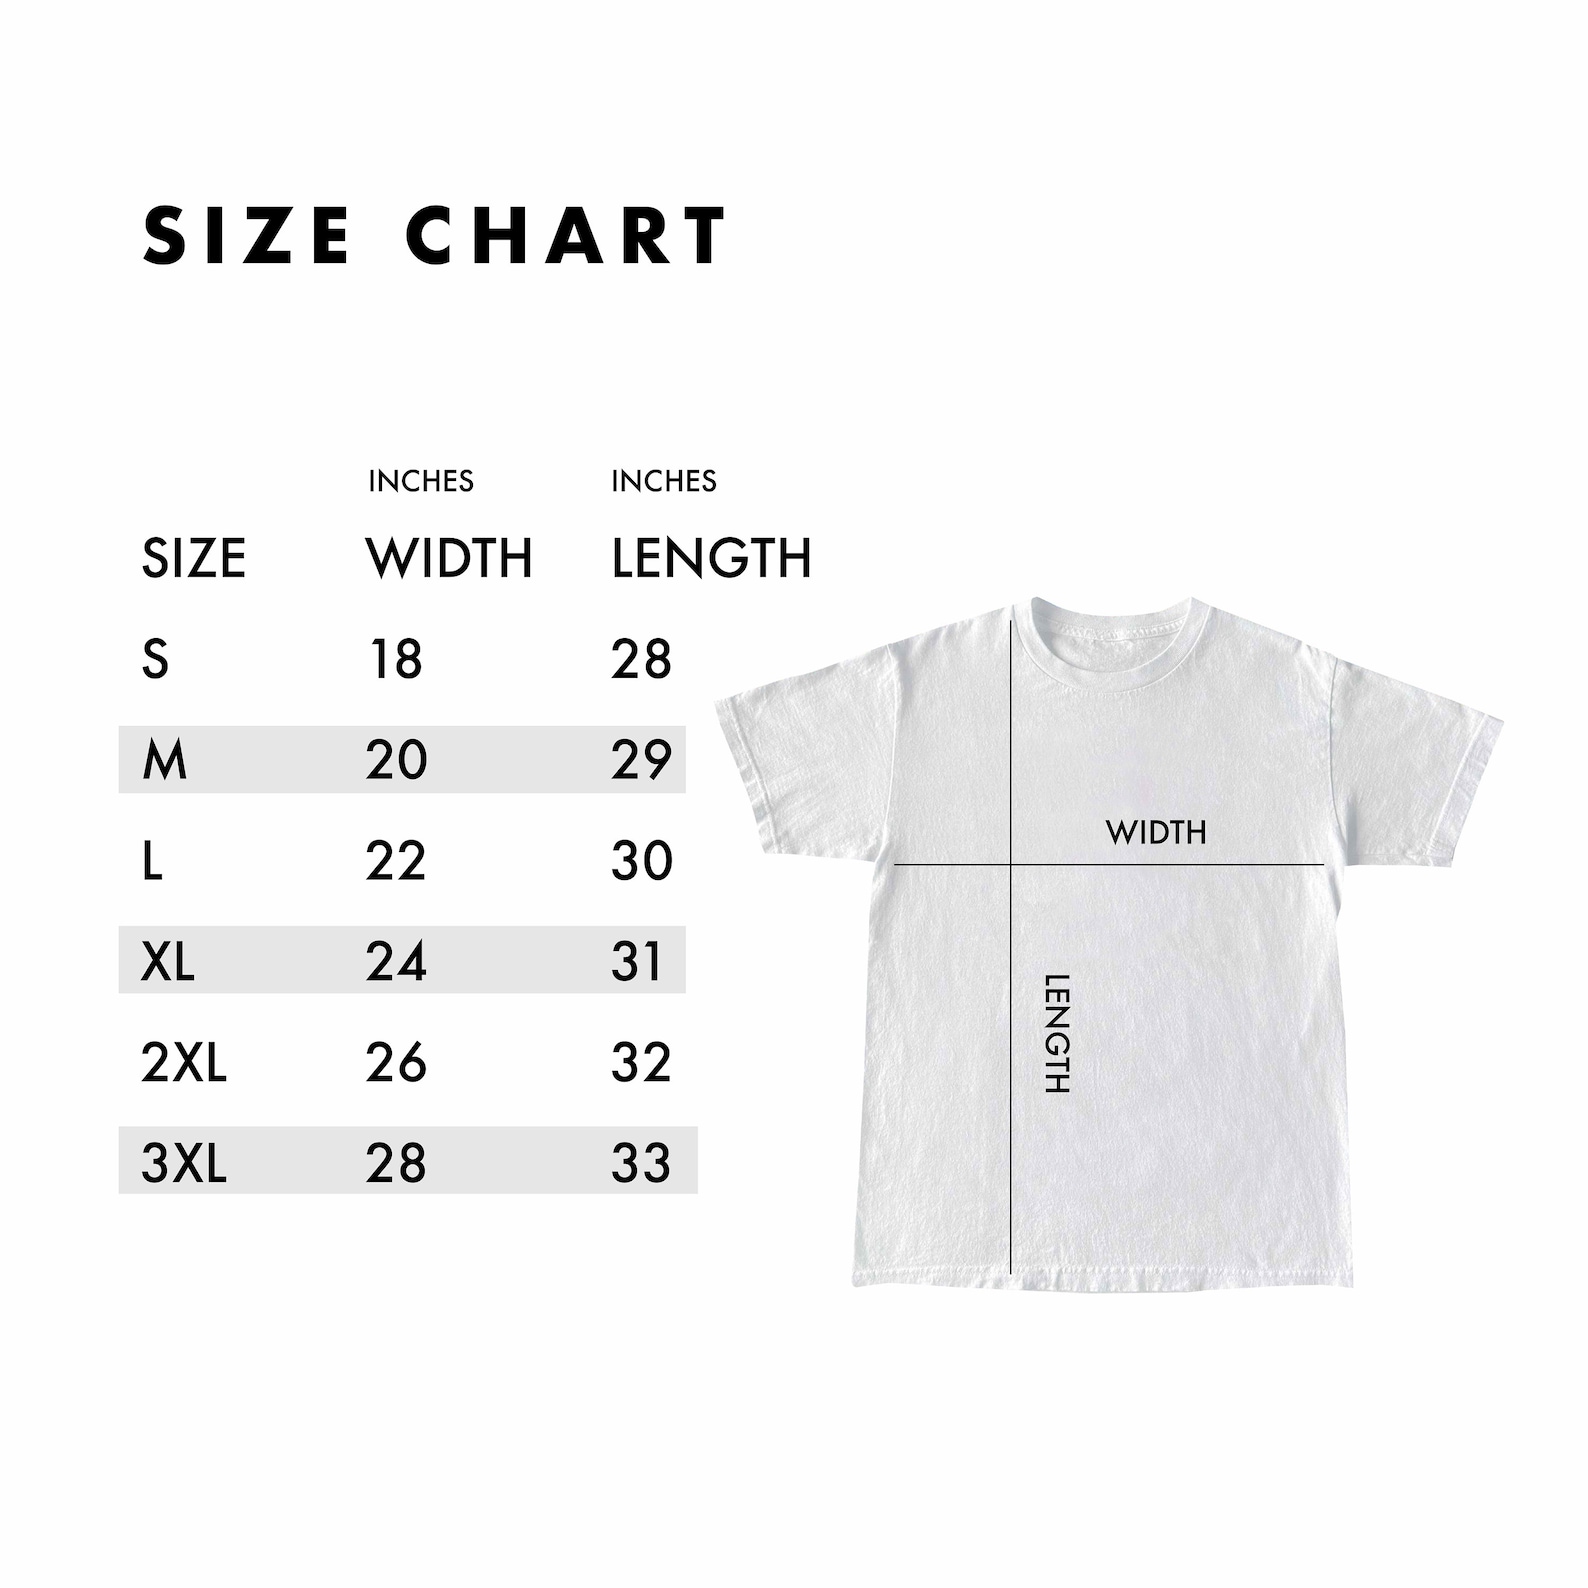 SIZE CHART
INCHES INCHES
SIZE WIDTH LENGTH
S 18 28
M 20 29
L 22 30
XL 24 31
2XL 26 32
3XL 28 33
WIDTH
LENGTH